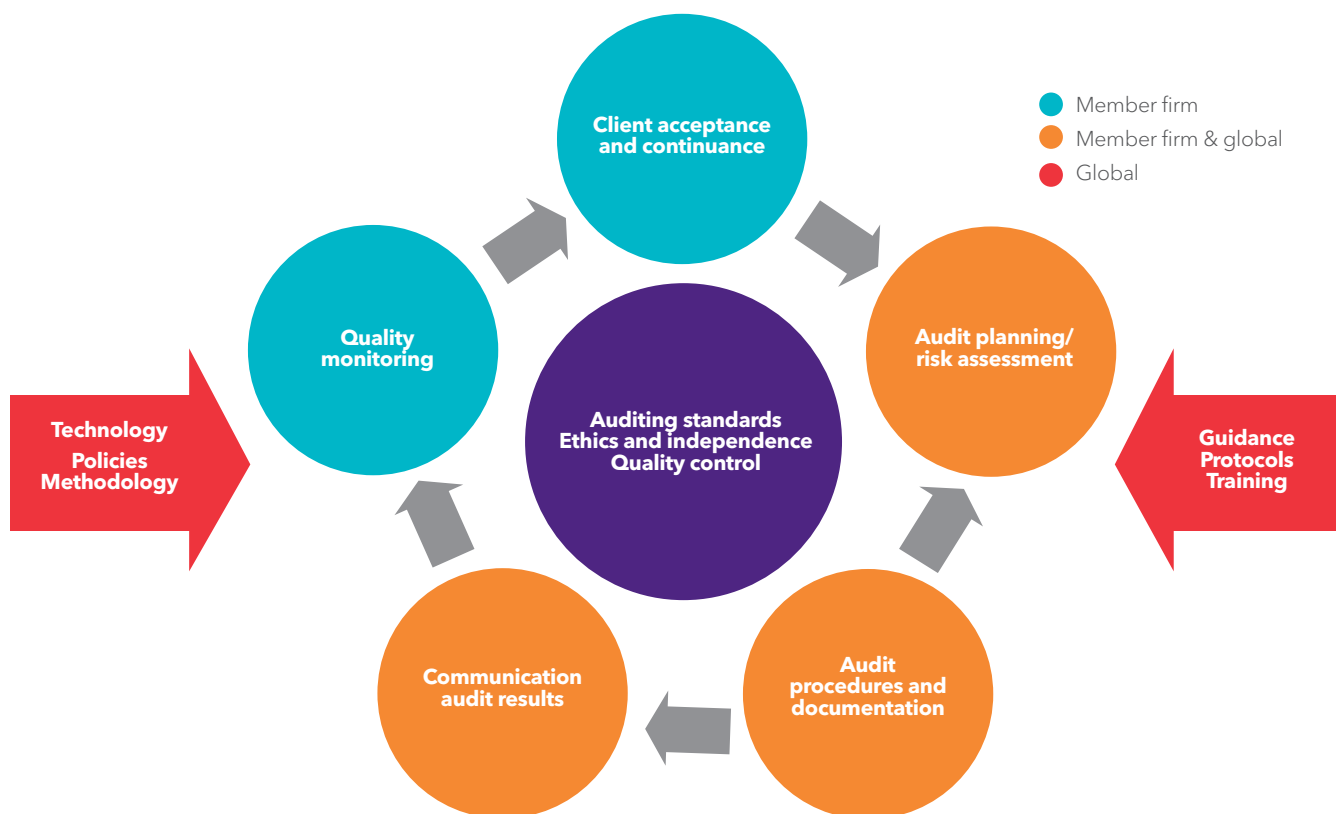 Client acceptance
and continuance
Member firm
Member firm & global
Global
Quality
monitoring
Audit planning/
risk assessment
Technology
Policies
Methodology
Auditing standards
Ethics and independence
Quality control
Guidance
Protocols
Training
Communication
audit results
Audit
procedures and
documentation